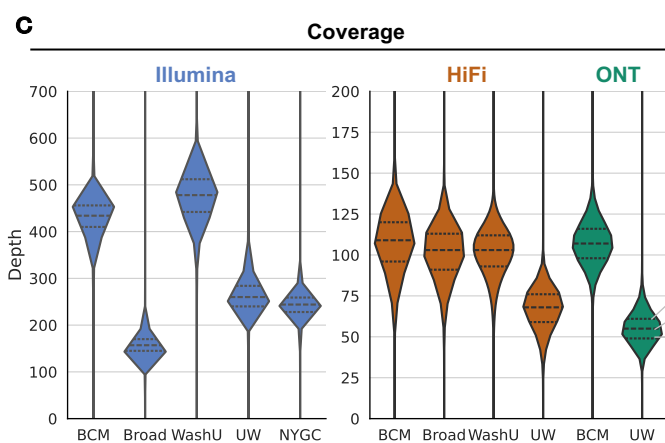 C
Coverage
Illumina
HiFi
ONT
Depth
700
600
500
400
300
200
100
0
BCM Broad WashU UW NYGC
200
175
150
125
100
75
50
25
0
BCM Broad WashU UW BCM UW